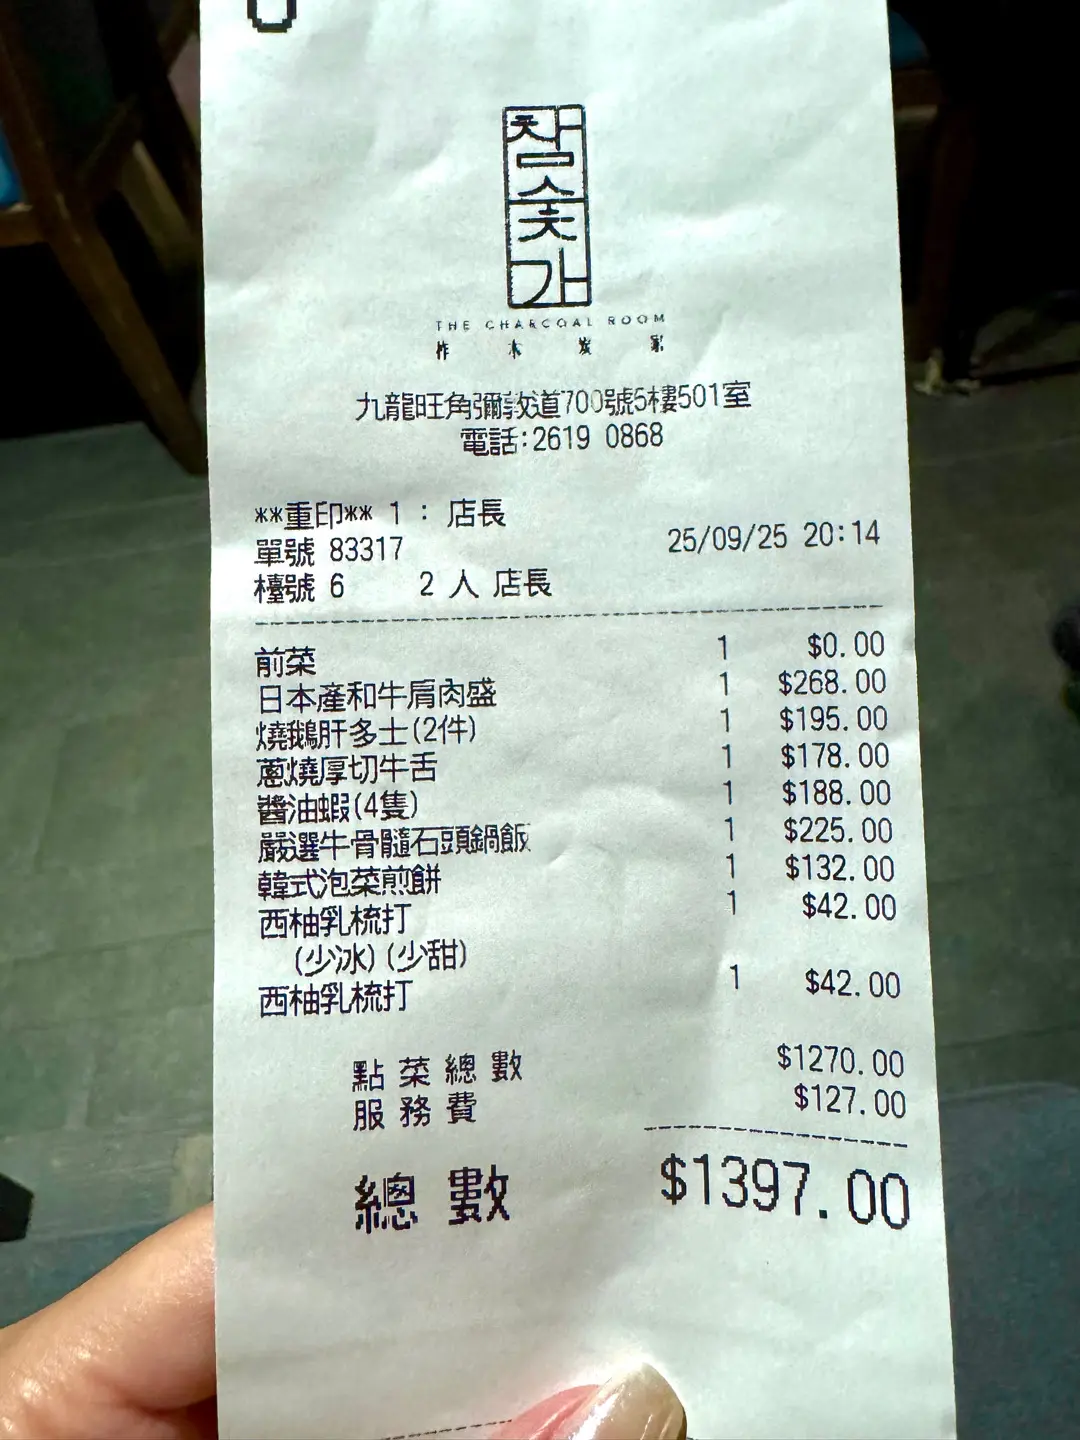 참숯간
THE CHARCOAL ROOM
柞木炭家
九龍旺角彌敦道700號5樓501室
電話:2619 0868
**重印** 1 : 店長
單號 83317 25/09/25 20:14
檯號 6 2 人 店長
前菜 1 $0.00
日本產和牛肩肉盛 1 $268.00
燒鵝肝多士(2件) 1 $195.00
蔥燒厚切牛舌 1 $178.00
醬油蝦(4隻) 1 $188.00
嚴選牛骨髓石頭鍋飯 1 $225.00
韓式泡菜煎餅 1 $132.00
西柚乳梳打 1 $42.00
(少冰)(少甜)
西柚乳梳打 1 $42.00
點菜總數 $1270.00
服務費 $127.00
總數 $1397.00